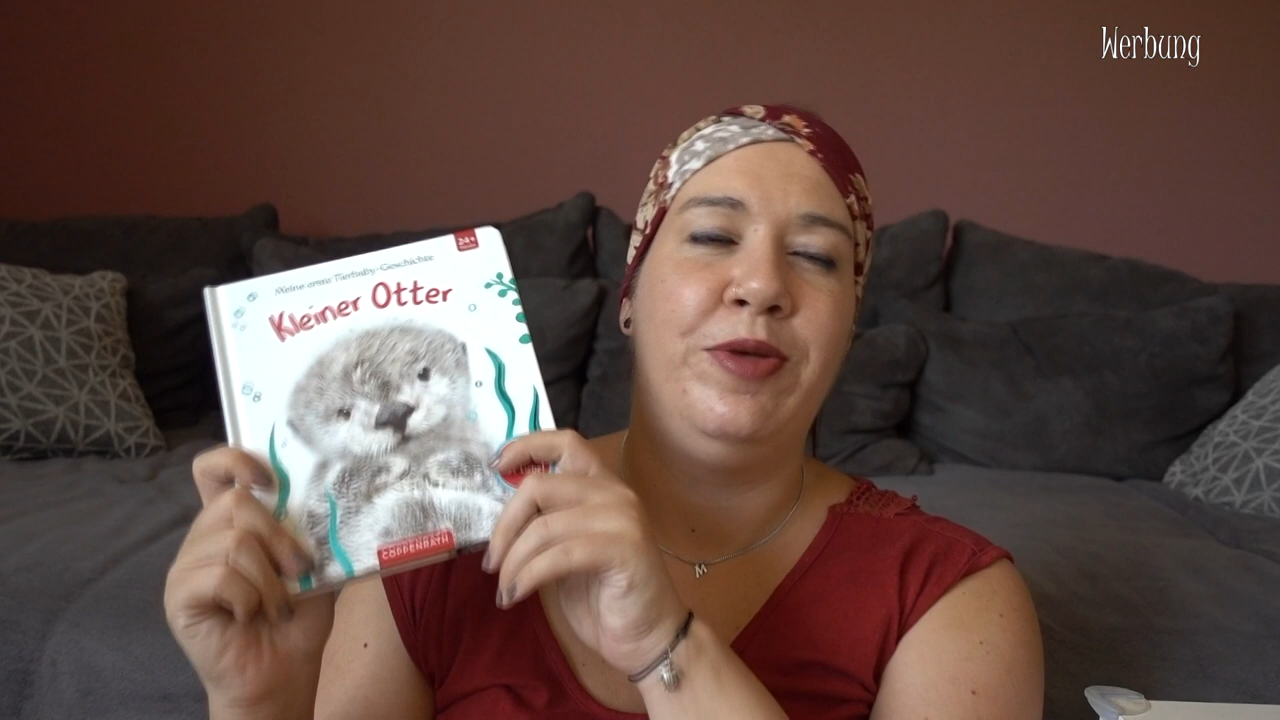 Werbung
24+
Meine erste Tierbaby-Geschichte
Kleiner Otter
COPPENRATH
M